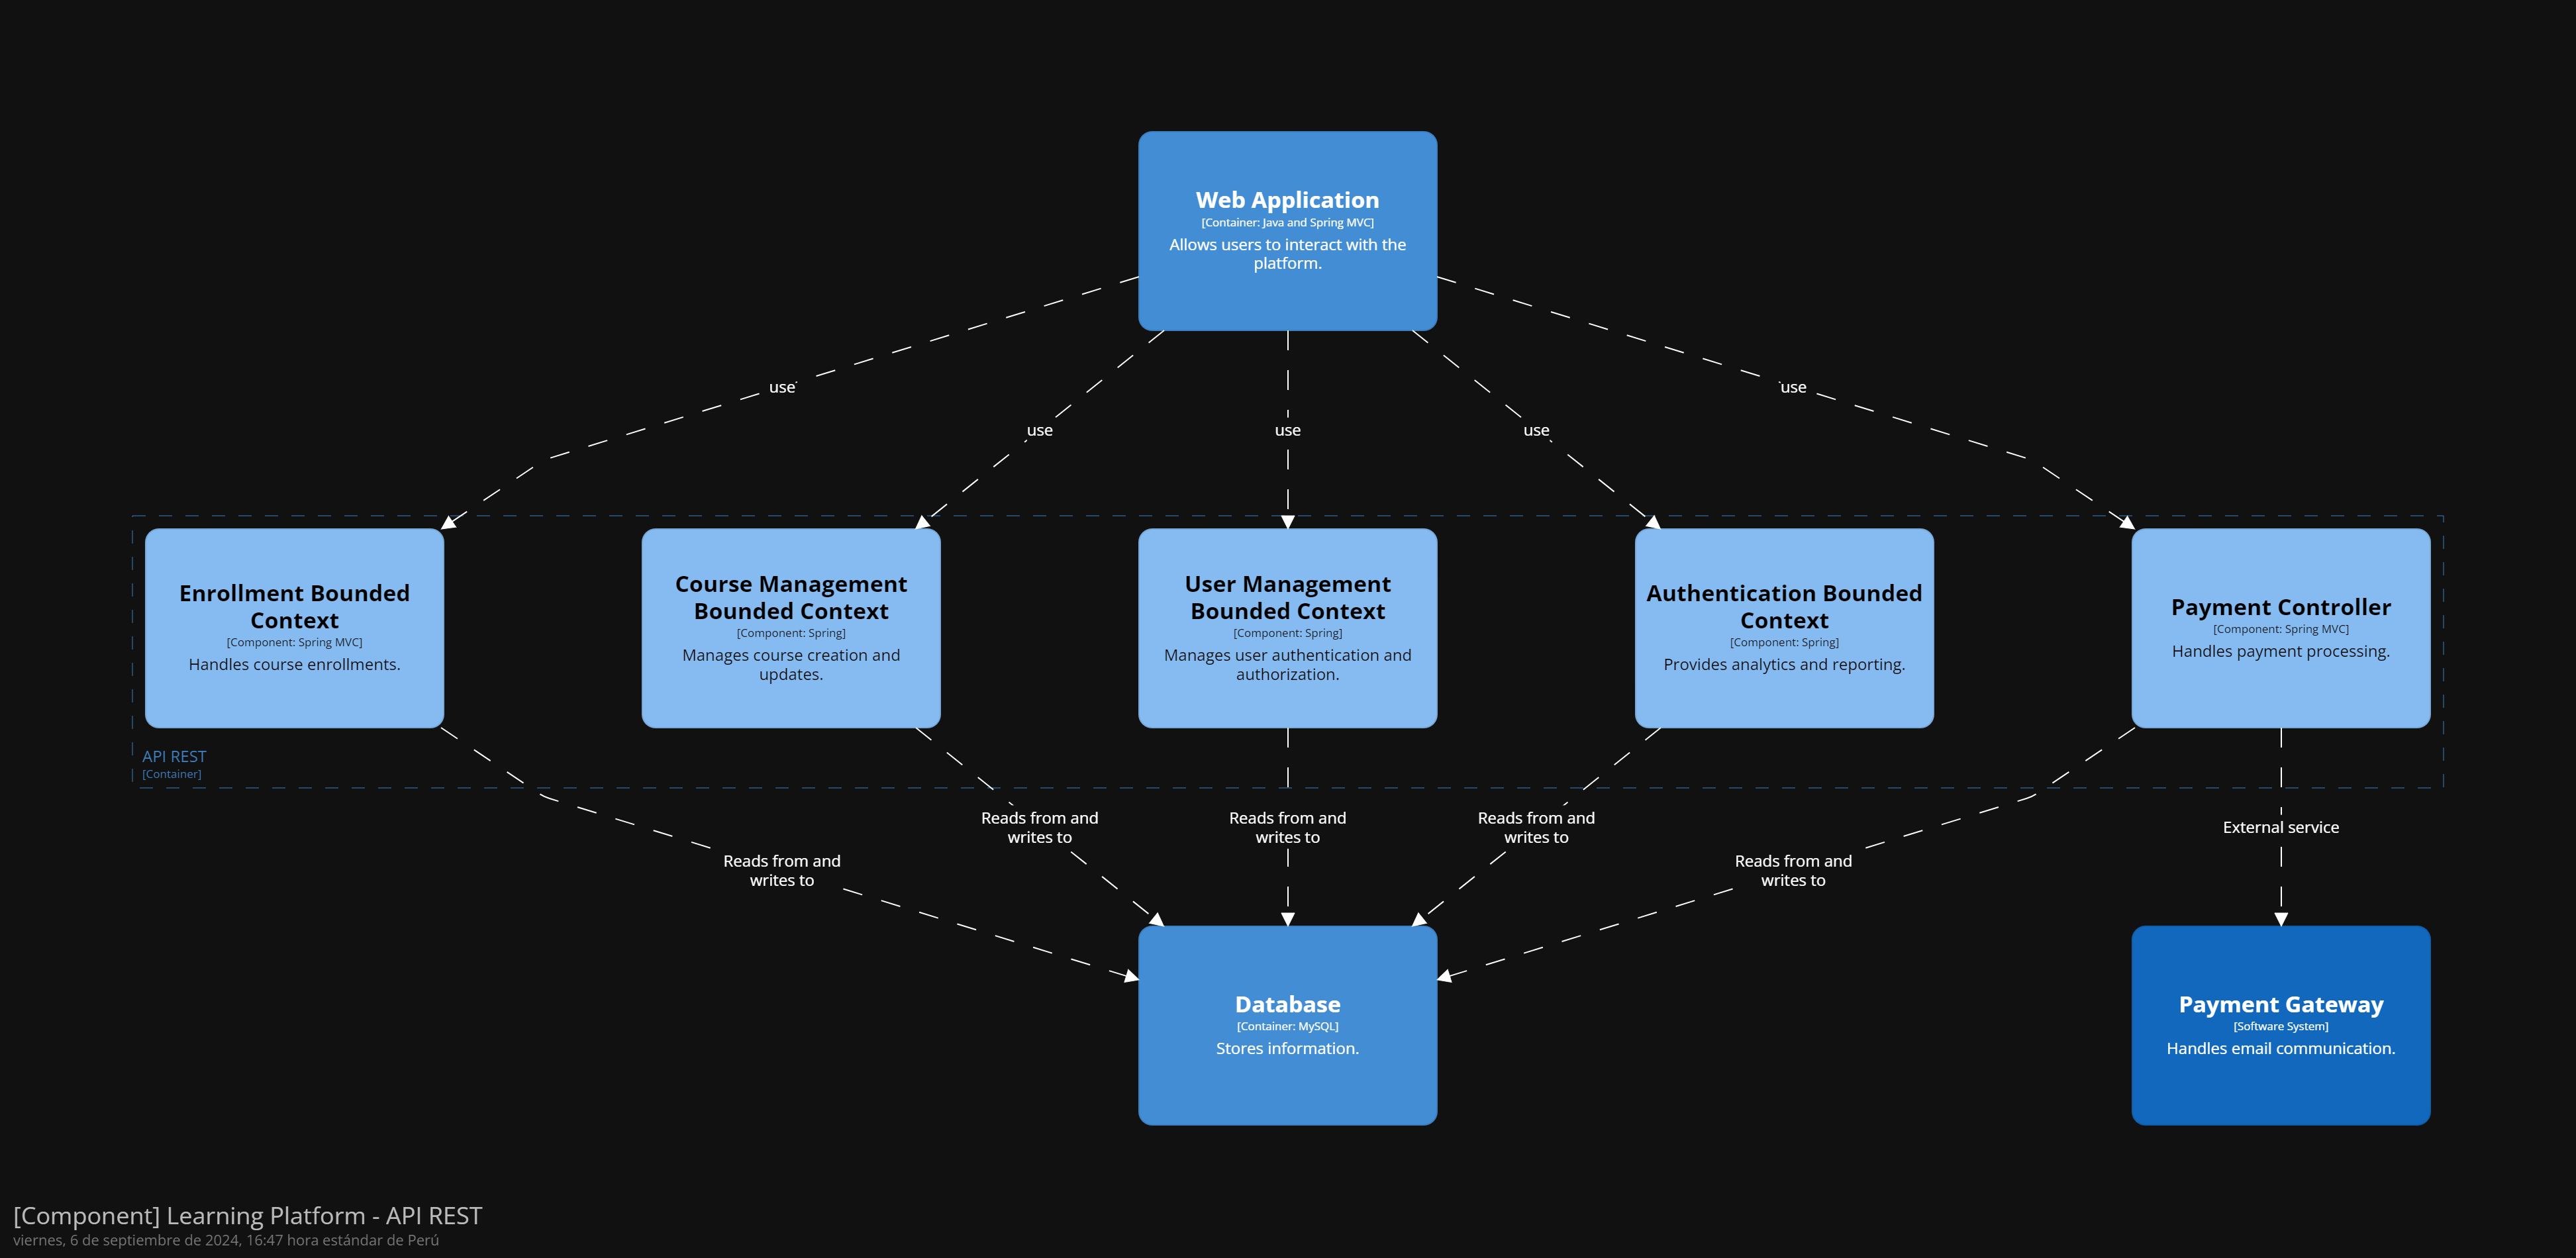 Web Application
[Container: Java and Spring MVC]
Allows users to interact with the
platform.
use
use
use
use
use
Enrollment Bounded
Context
[Component: Spring MVC]
Handles course enrollments.
Course Management
Bounded Context
[Component: Spring]
Manages course creation and
updates.
User Management
Bounded Context
[Component: Spring]
Manages user authentication and
authorization.
Authentication Bounded
Context
[Component: Spring]
Provides analytics and reporting.
Payment Controller
[Component: Spring MVC]
Handles payment processing.
API REST
[Container]
Reads from and
writes to
Reads from and
writes to
Reads from and
writes to
Reads from and
writes to
Reads from and
writes to
External service
Database
[Container: MySQL]
Stores information.
Payment Gateway
[Software System]
Handles email communication.
[Component] Learning Platform - API REST
viernes, 6 de septiembre de 2024, 16:47 hora estándar de Perú